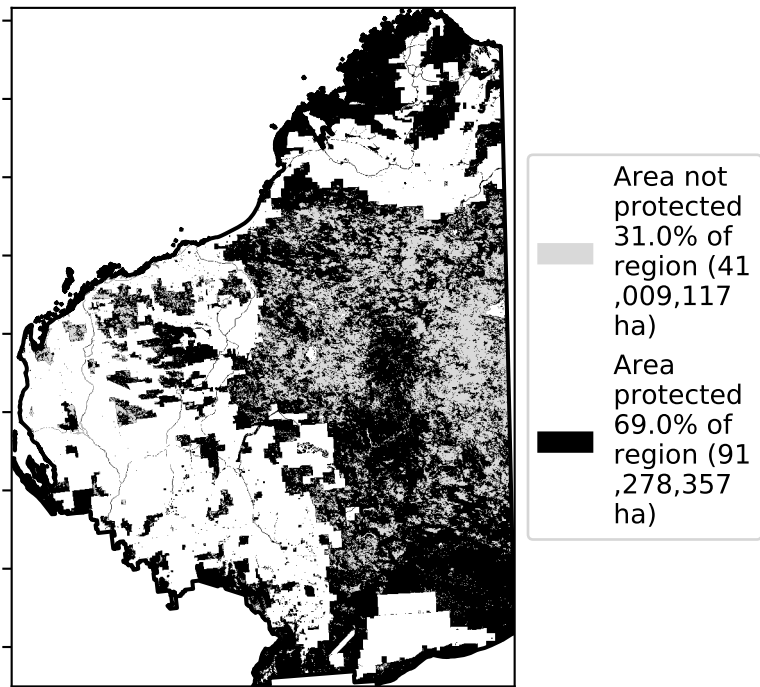 Area not
protected
31.0% of
region (41
,009,117
ha)
Area
protected
69.0% of
region (91
,278,357
ha)